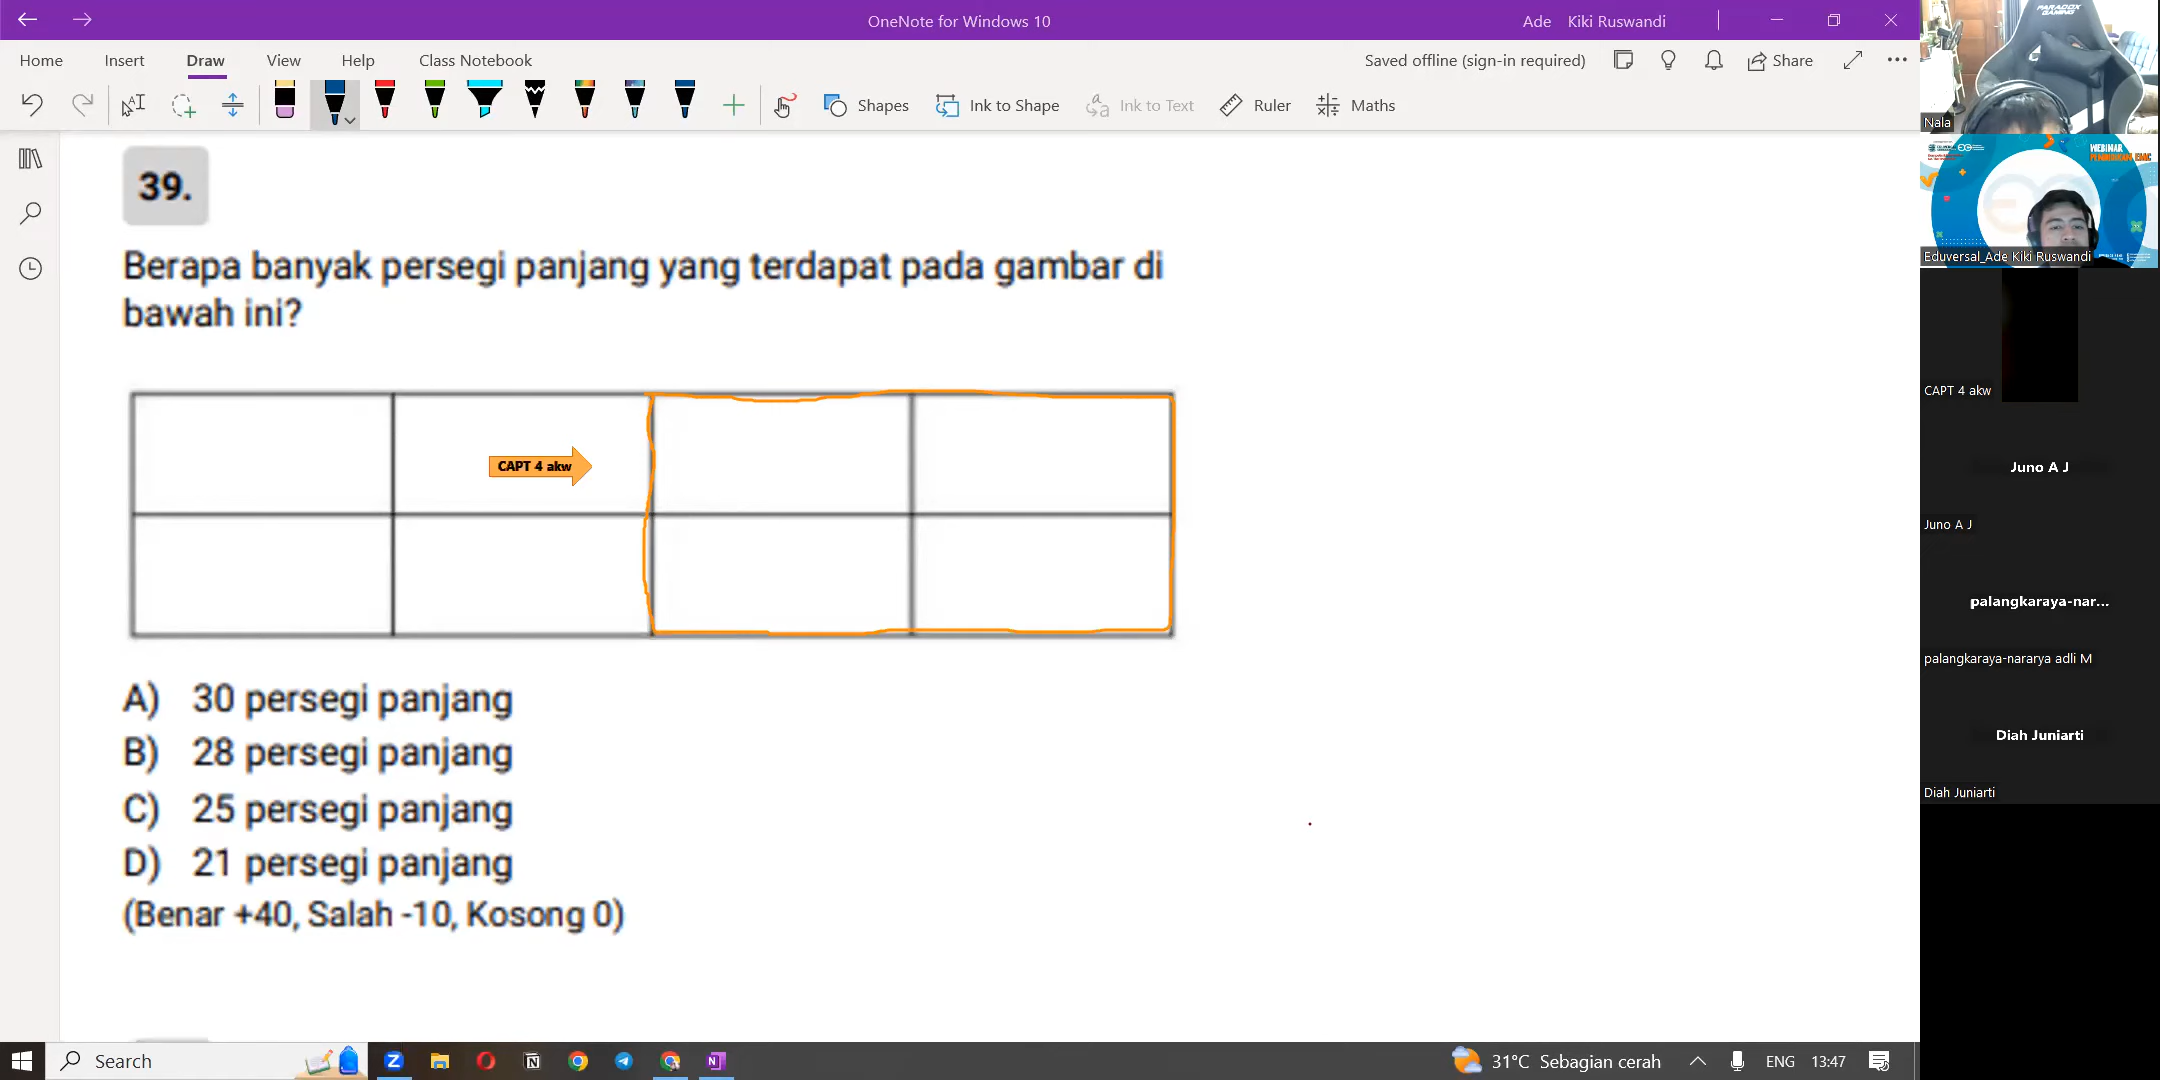 OneNote for Windows 10
Ade Kiki Ruswandi
Home Insert Draw View Help Class Notebook
Saved offline (sign-in required) Share
Shapes Ink to Shape Ink to Text Ruler Maths
39.
Berapa banyak persegi panjang yang terdapat pada gambar di
bawah ini?
CAPT 4 akw
A) 30 persegi panjang
B) 28 persegi panjang
C) 25 persegi panjang
D) 21 persegi panjang
(Benar +40, Salah -10, Kosong 0)
PARADOX
GAMING
Nala
WEBINAR
Eduversal_Ade Kiki Ruswandi
CAPT 4 akw
Juno A J
Juno A J
palangkaraya-nar...
palangkaraya-nararya adli M
Diah Juniarti
Diah Juniarti
Search
31°C Sebagian cerah ENG 13:47